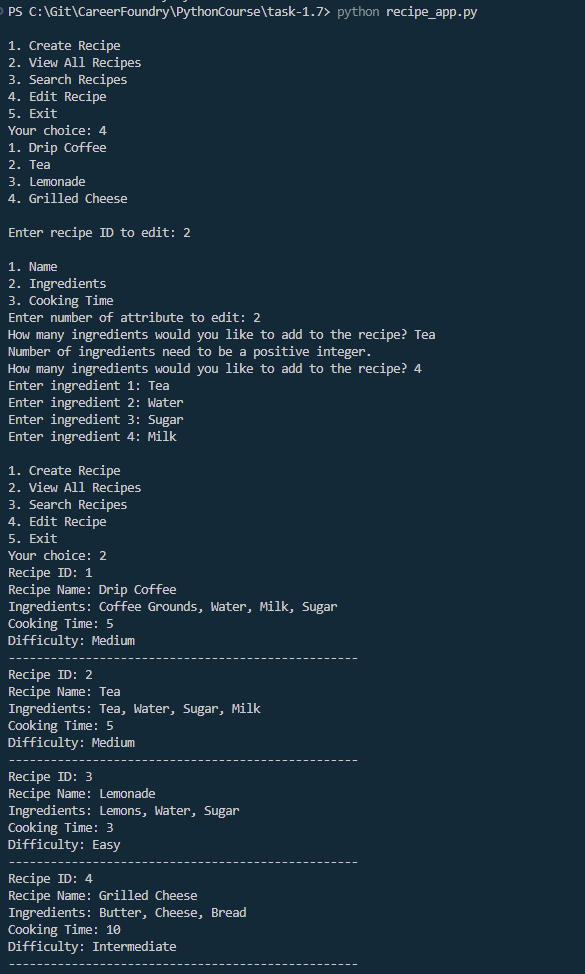 PS C:\Git\CareerFoundry\PythonCourse\task-1.7> python recipe_app.py
1. Create Recipe
2. View All Recipes
3. Search Recipes
4. Edit Recipe
5. Exit
Your choice: 4
1. Drip Coffee
2. Tea
3. Lemonade
4. Grilled Cheese
Enter recipe ID to edit: 2
1. Name
2. Ingredients
3. Cooking Time
Enter number of attribute to edit: 2
How many ingredients would you like to add to the recipe? Tea
Number of ingredients need to be a positive integer.
How many ingredients would you like to add to the recipe? 4
Enter ingredient 1: Tea
Enter ingredient 2: Water
Enter ingredient 3: Sugar
Enter ingredient 4: Milk
1. Create Recipe
2. View All Recipes
3. Search Recipes
4. Edit Recipe
5. Exit
Your choice: 2
Recipe ID: 1
Recipe Name: Drip Coffee
Ingredients: Coffee Grounds, Water, Milk, Sugar
Cooking Time: 5
Difficulty: Medium
--------------------------------------------------
Recipe ID: 2
Recipe Name: Tea
Ingredients: Tea, Water, Sugar, Milk
Cooking Time: 5
Difficulty: Medium
--------------------------------------------------
Recipe ID: 3
Recipe Name: Lemonade
Ingredients: Lemons, Water, Sugar
Cooking Time: 3
Difficulty: Easy
--------------------------------------------------
Recipe ID: 4
Recipe Name: Grilled Cheese
Ingredients: Butter, Cheese, Bread
Cooking Time: 10
Difficulty: Intermediate
--------------------------------------------------